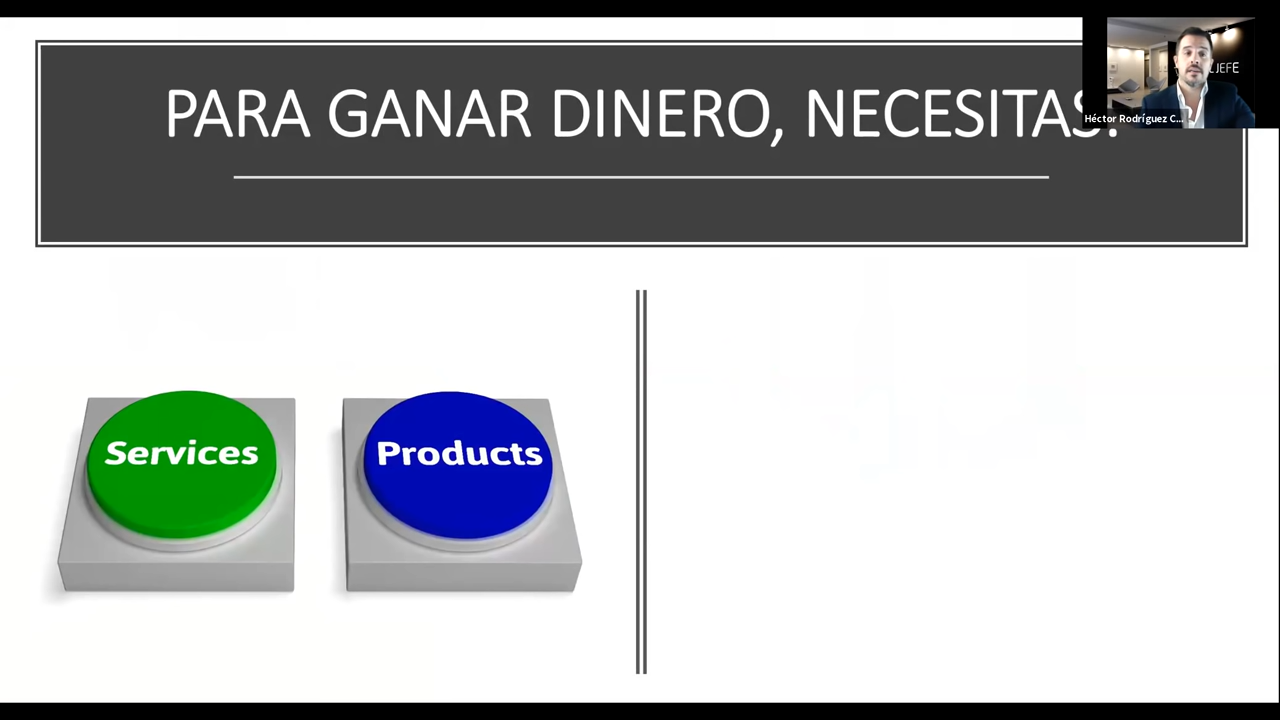 PARA GANAR DINERO, NECESITAS:
JEFE
Héctor Rodríguez C...
Services
Products